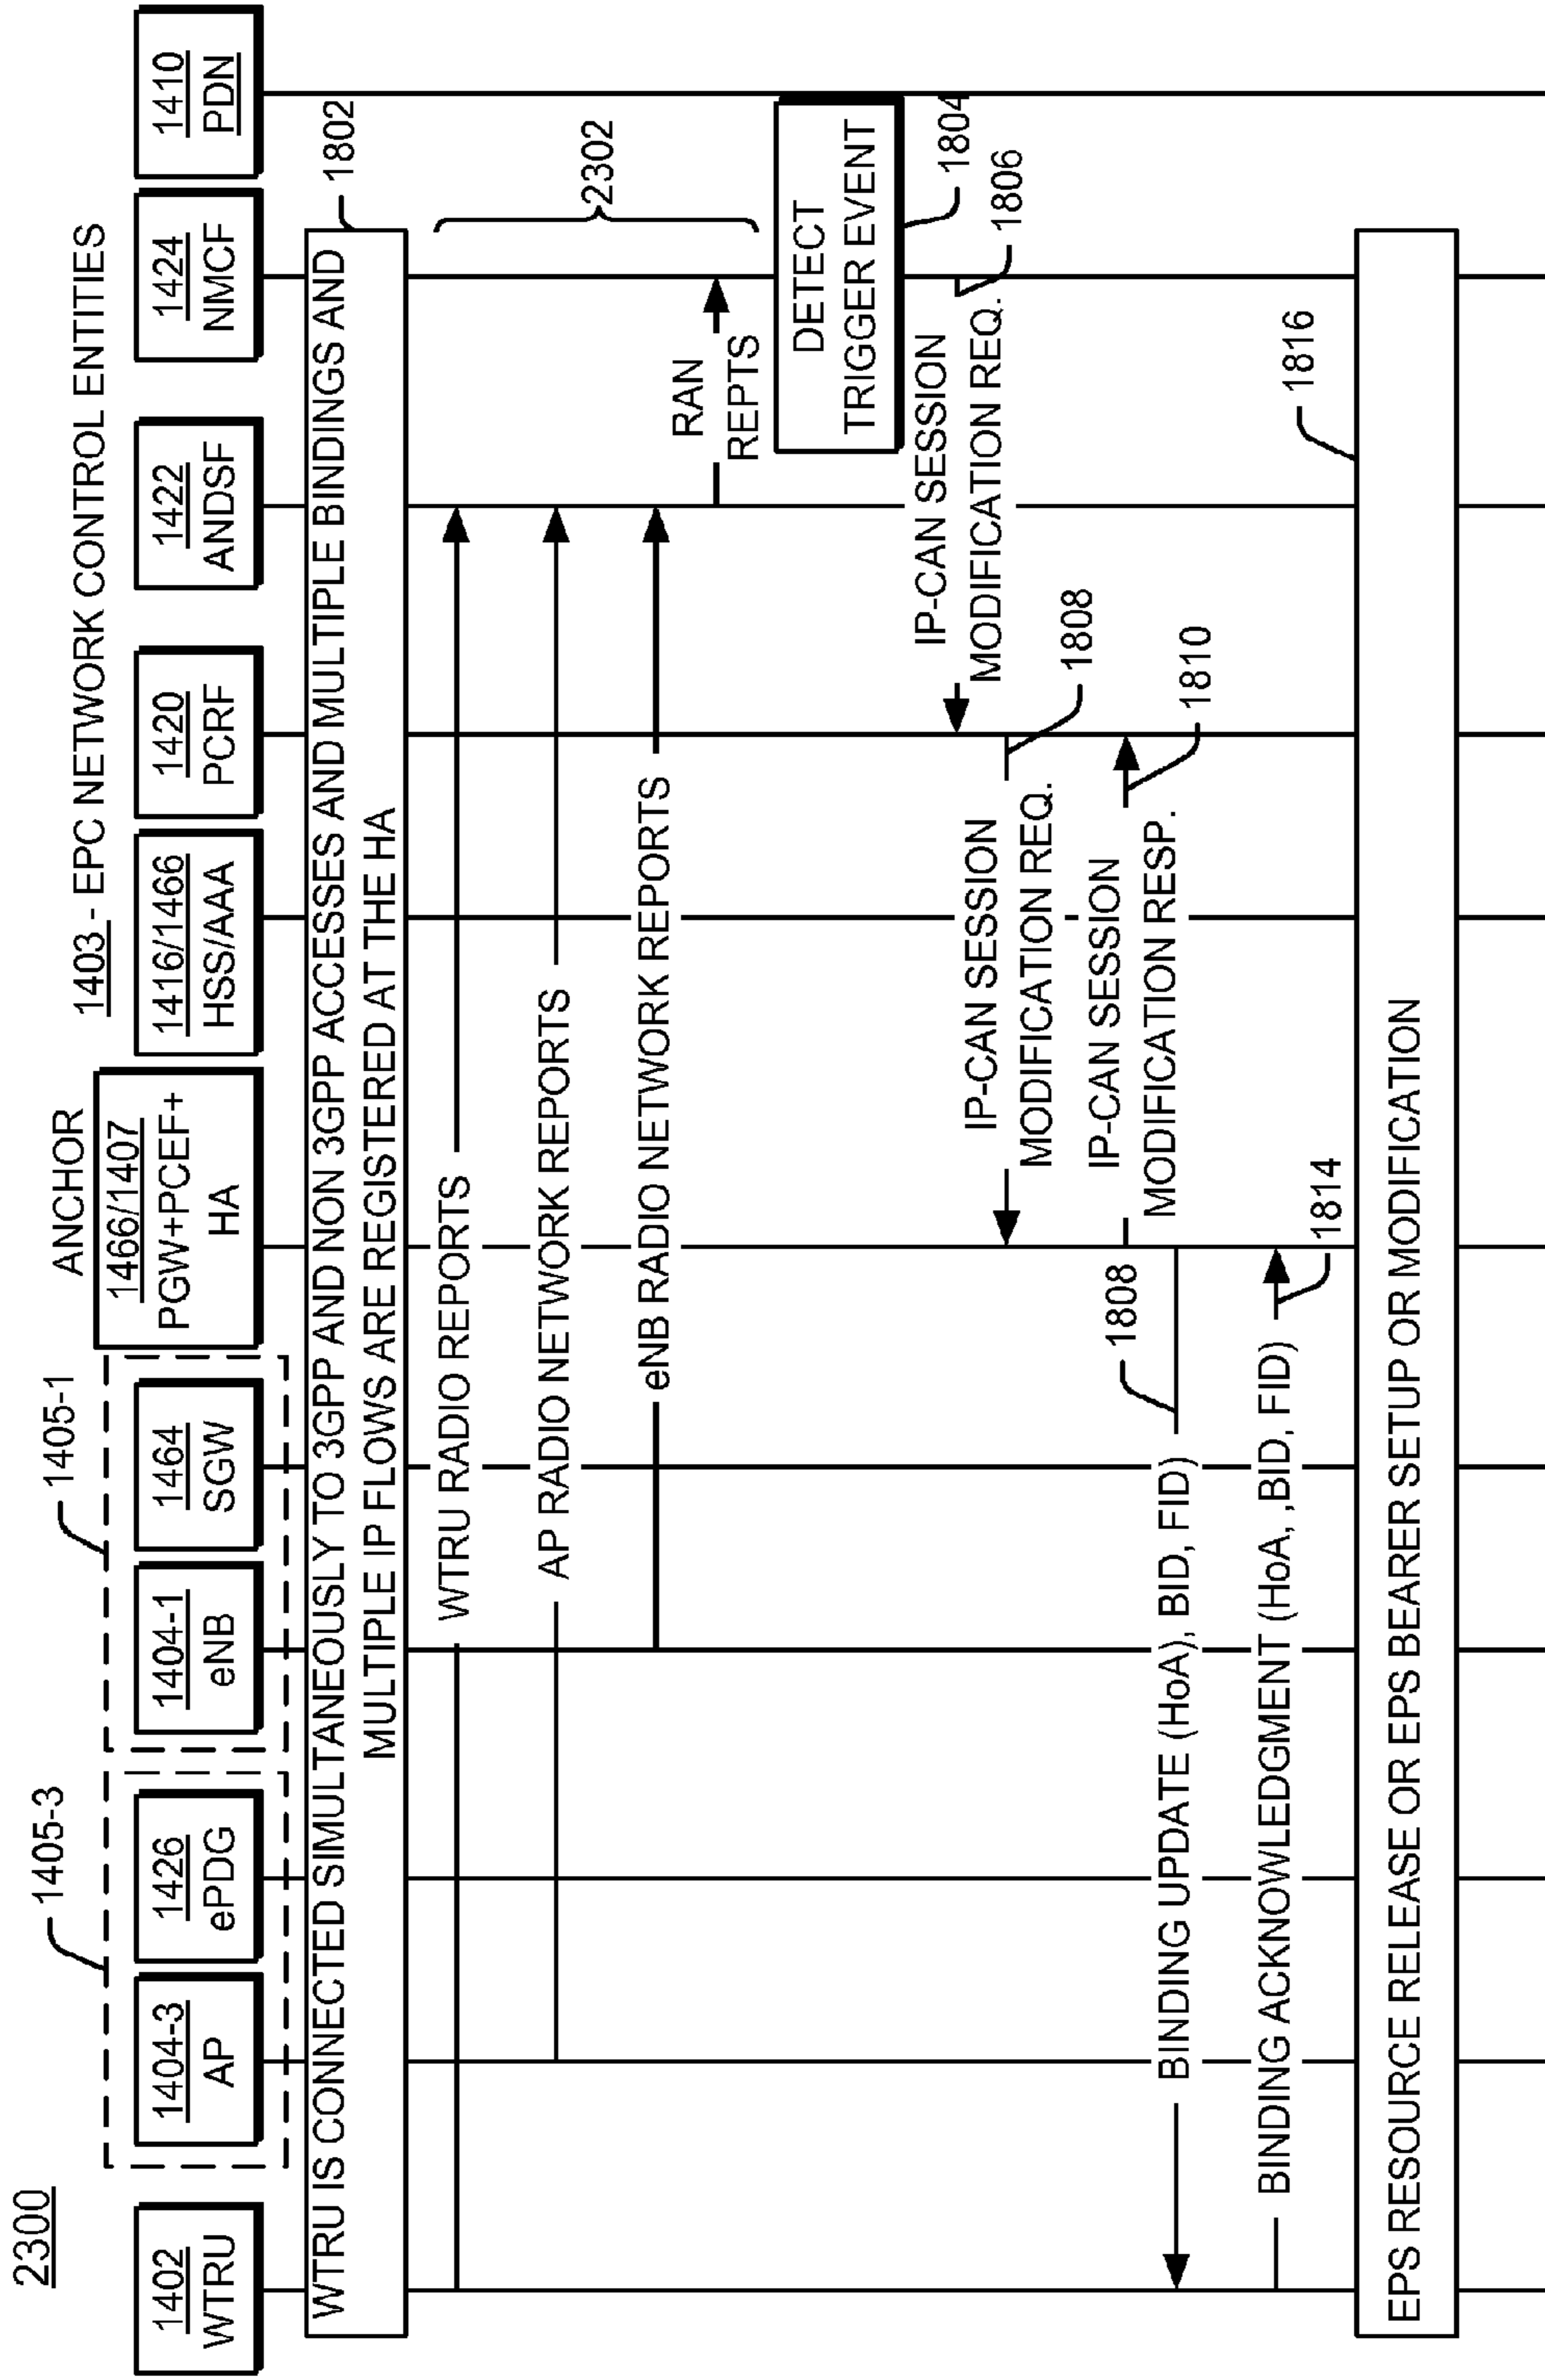 2300
1405-3
1405-1
ANCHOR
1403 - EPC NETWORK CONTROL ENTITIES
1402
WTRU
1404-3
AP
1426
ePDG
1404-1
eNB
1464
SGW
1466/1407
PGW+PCEF+
HA
1416/1466
HSS/AAA
1420
PCRF
1422
ANDSF
1424
NMCF
1410
PDN
WTRU IS CONNECTED SIMULTANEOUSLY TO 3GPP AND NON 3GPP ACCESSES AND MULTIPLE BINDINGS AND
MULTIPLE IP FLOWS ARE REGISTERED AT THE HA
1802
WTRU RADIO REPORTS
AP RADIO NETWORK REPORTS
eNB RADIO NETWORK REPORTS
RAN
REPTS
2302
DETECT
TRIGGER EVENT
1804
IP-CAN SESSION
MODIFICATION REQ.
1806
IP-CAN SESSION
MODIFICATION REQ.
1808
IP-CAN SESSION
MODIFICATION RESP.
1810
1808
BINDING UPDATE (HoA), BID, FID)
BINDING ACKNOWLEDGMENT (HoA, ,BID, FID)
1814
1816
EPS RESOURCE RELEASE OR EPS BEARER SETUP OR MODIFICATION